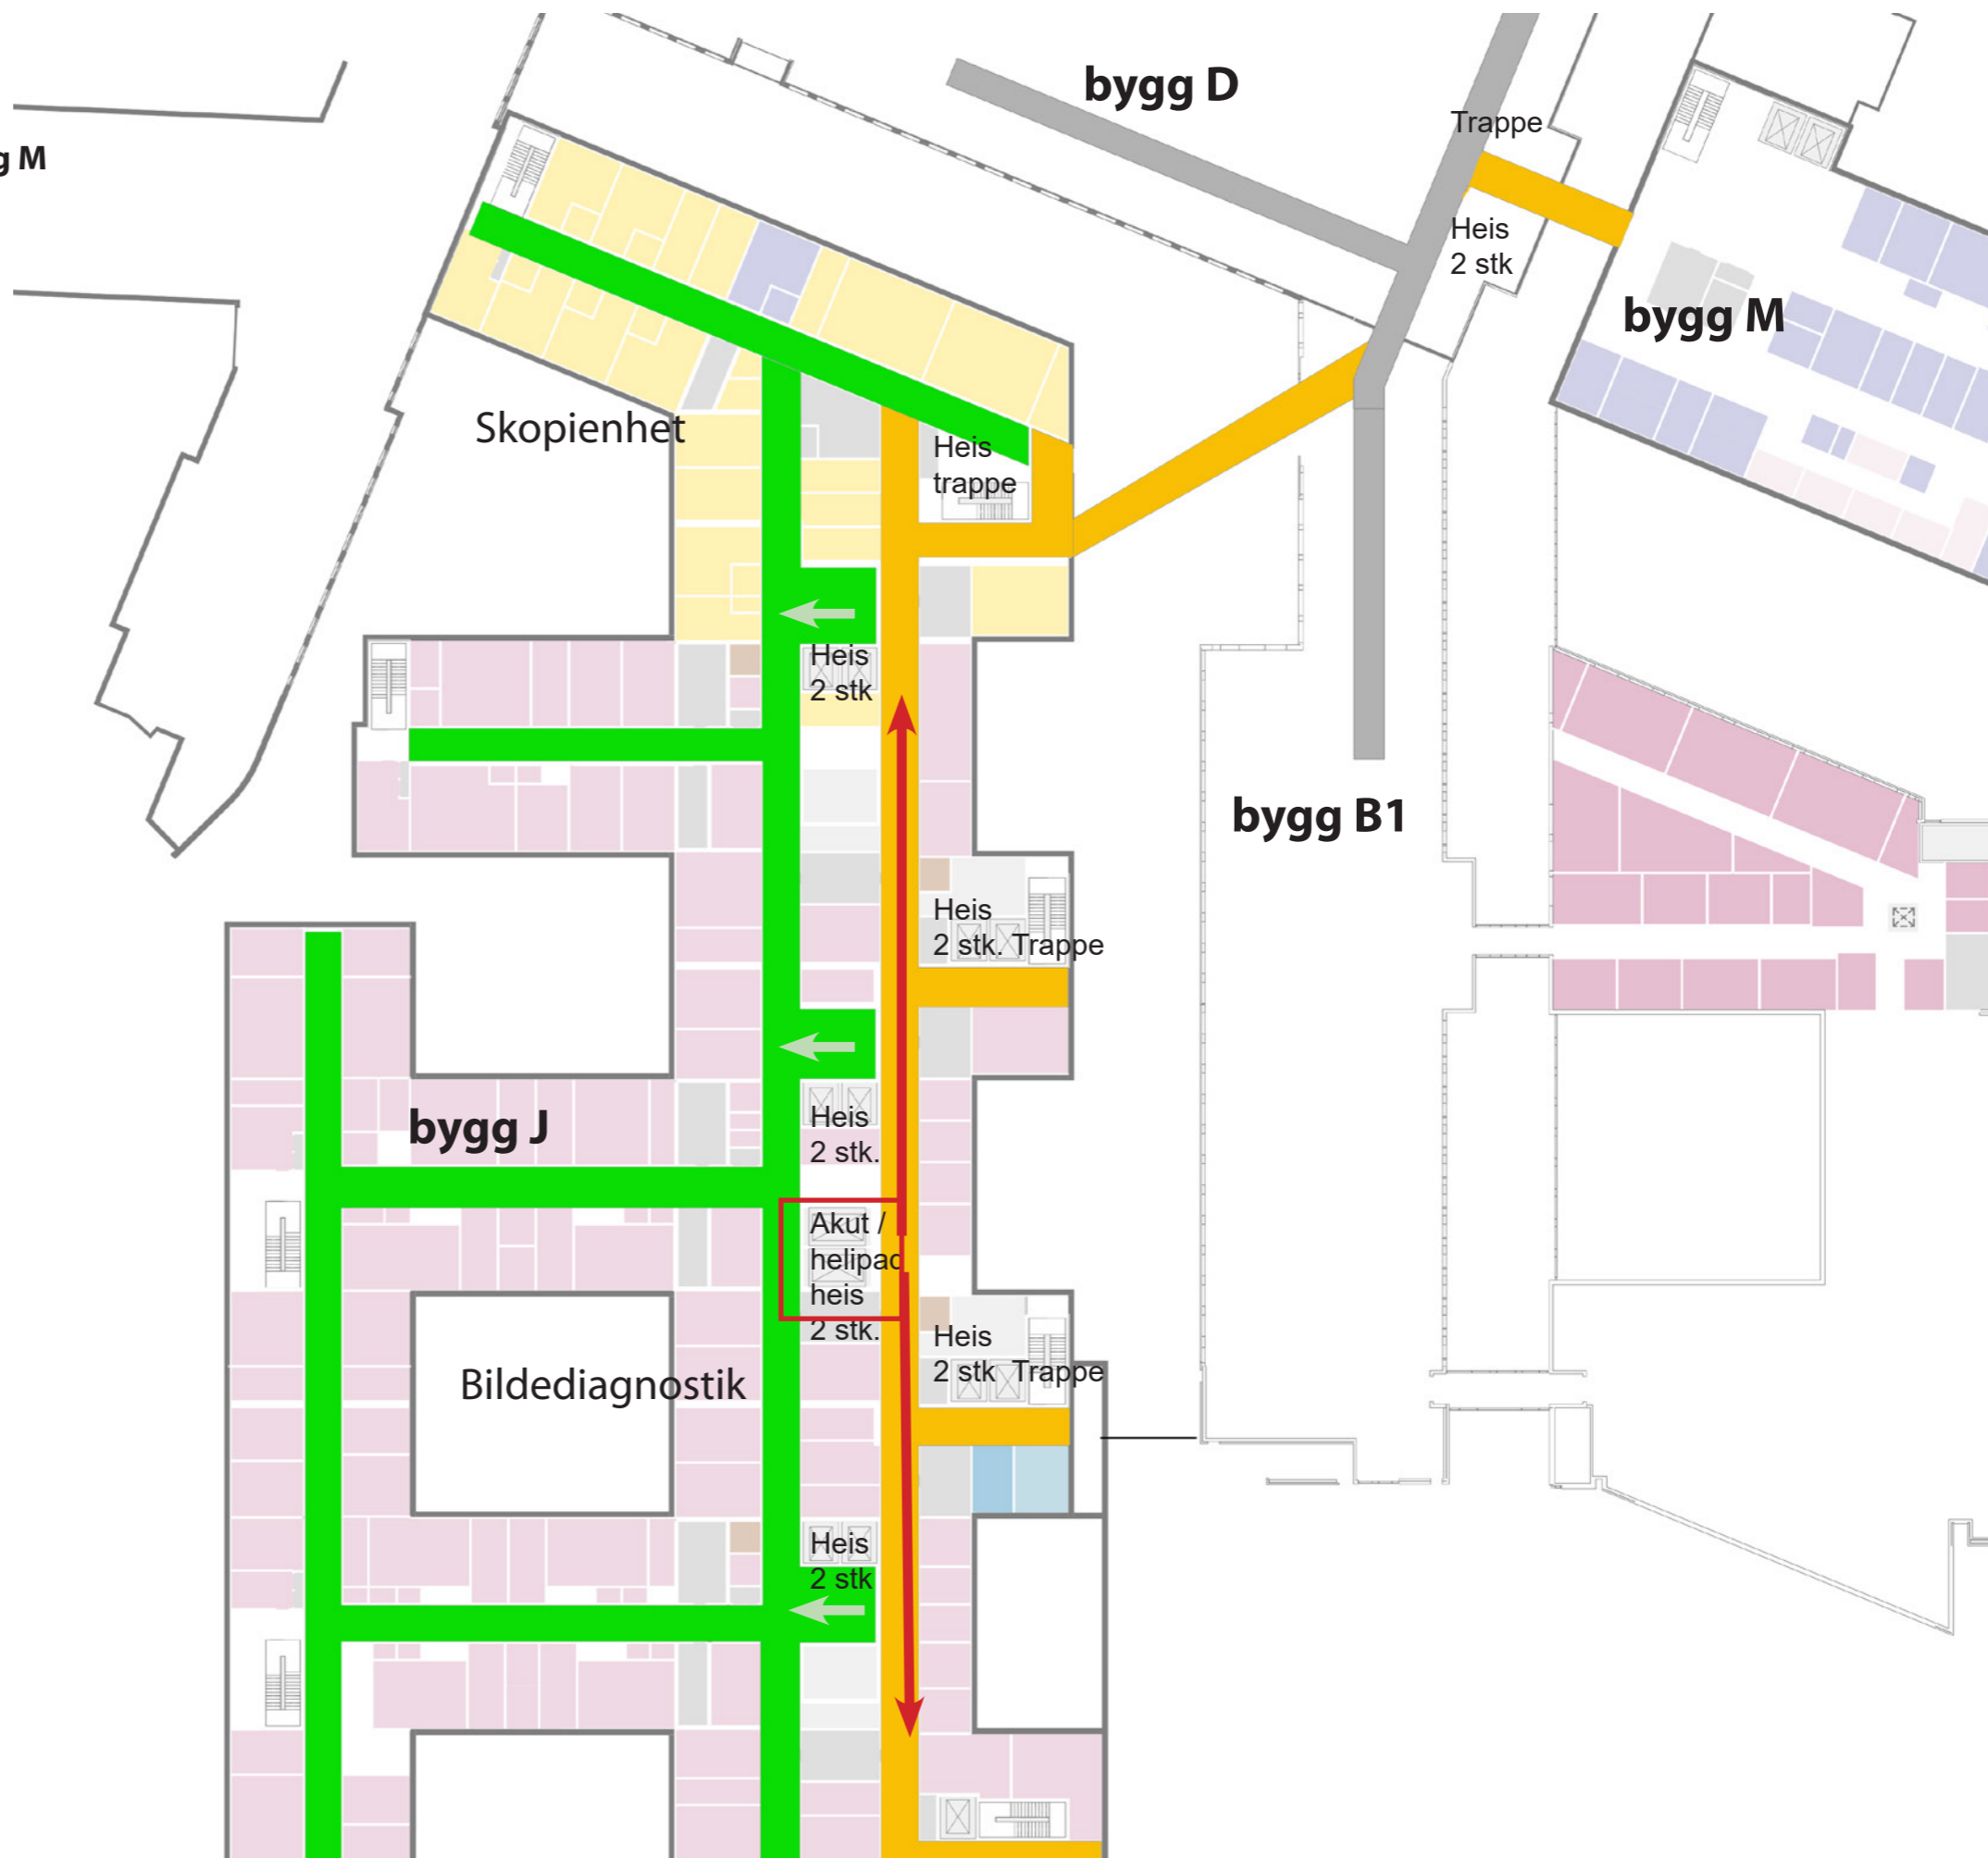 bygg D
Trappe
g M
Heis
2 stk
bygg M
Skopienhet
Heis
trappe
Heis
2 stk
bygg B1
Heis
2 stk. Trappe
bygg J
Heis
2 stk.
Akut /
helipad
heis
2 stk.
Heis
2 stk Trappe
Bildediagnostik
Heis
2 stk